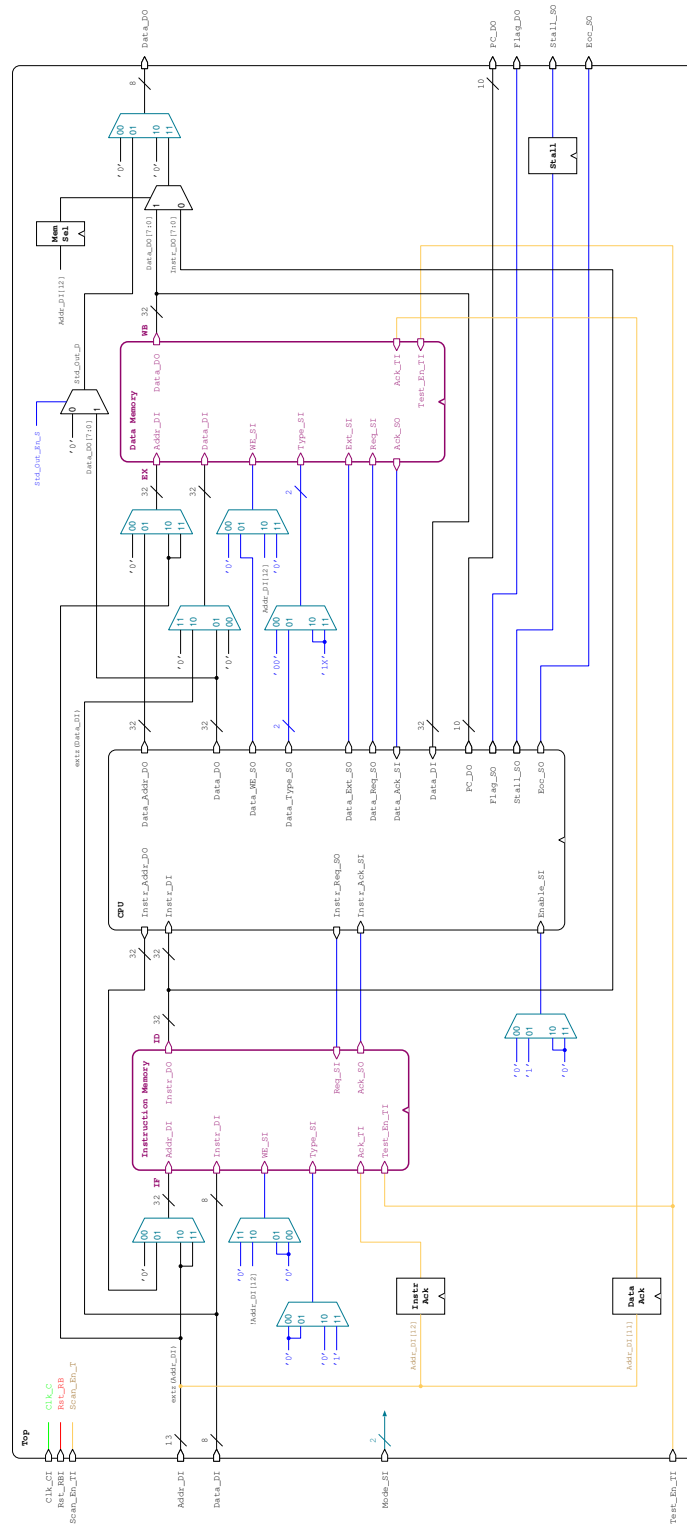 Data_DO
PC_DO
Flag_DO
Stall_SO
Eoc_SO
8
10
00
01
10
11
'0'
'0'
Stall
Mem
Sel
1
0
Addr_DI[12]
Data_DO[7:0]
Instr_DO[7:0]
Std_Out_D
Std_Out_En_S
0
1
'0'
Data_DO[7:0]
32
WB
Data Memory
Data_DO
Ack_TI
Test_En_TI
Addr_DI
Data_DI
WE_SI
Type_SI
Ext_SI
Req_SI
Ack_SO
EX
32
32
2
00
01
10
11
'0'
00
01
10
11
'0'
Addr_DI[12]
'0'
11
10
01
00
'0'
'0'
00
01
10
11
'00'
'1X'
extz(Data_DI)
32
32
2
32
10
CPU
Data_Addr_DO
Data_DO
Data_WE_SO
Data_Type_SO
Data_Ext_SO
Data_Req_SO
Data_Ack_SI
Data_DI
PC_DO
Flag_SO
Stall_SO
Eoc_SO
Instr_Addr_DO
Instr_DI
Instr_Req_SO
Instr_Ack_SI
Enable_SI
32
32
32
00
01
10
11
'0'
'1'
'0'
ID
Instruction Memory
Instr_DO
Req_SI
Ack_SO
Addr_DI
Instr_DI
WE_SI
Type_SI
Ack_TI
Test_En_TI
IF
32
8
00
01
10
11
'0'
11
10
01
00
'0'
!Addr_DI[12]
'0'
00
01
10
11
'0'
'0'
'1'
Instr
Ack
Data
Ack
Addr_DI[12]
Addr_DI[11]
extz(Addr_DI)
Top
Clk_C
Rst_RB
Scan_En_T
13
8
2
Clk_CI
Rst_RBI
Scan_En_TI
Addr_DI
Data_DI
Mode_SI
Test_En_TI